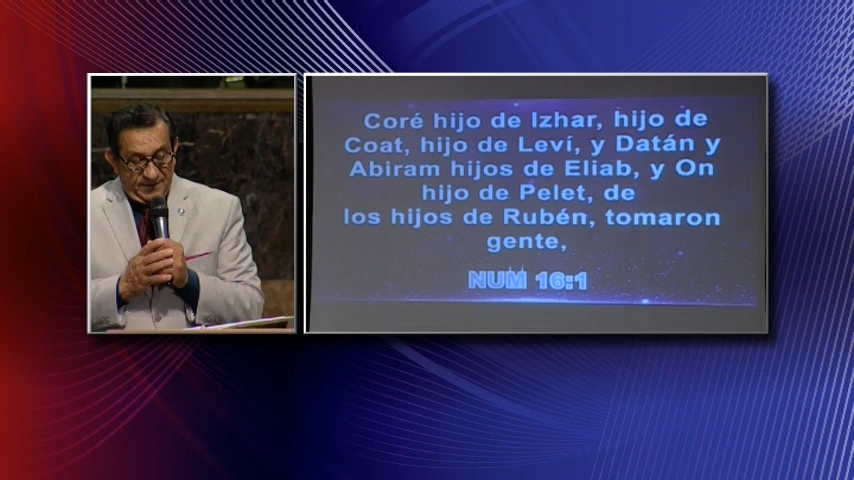 Coré hijo de Izhar, hijo de
Coat, hijo de Leví, y Datán y
Abiram hijos de Eliab, y On
hijo de Pelet, de
los hijos de Rubén, tomaron
gente,
NUM 16:1